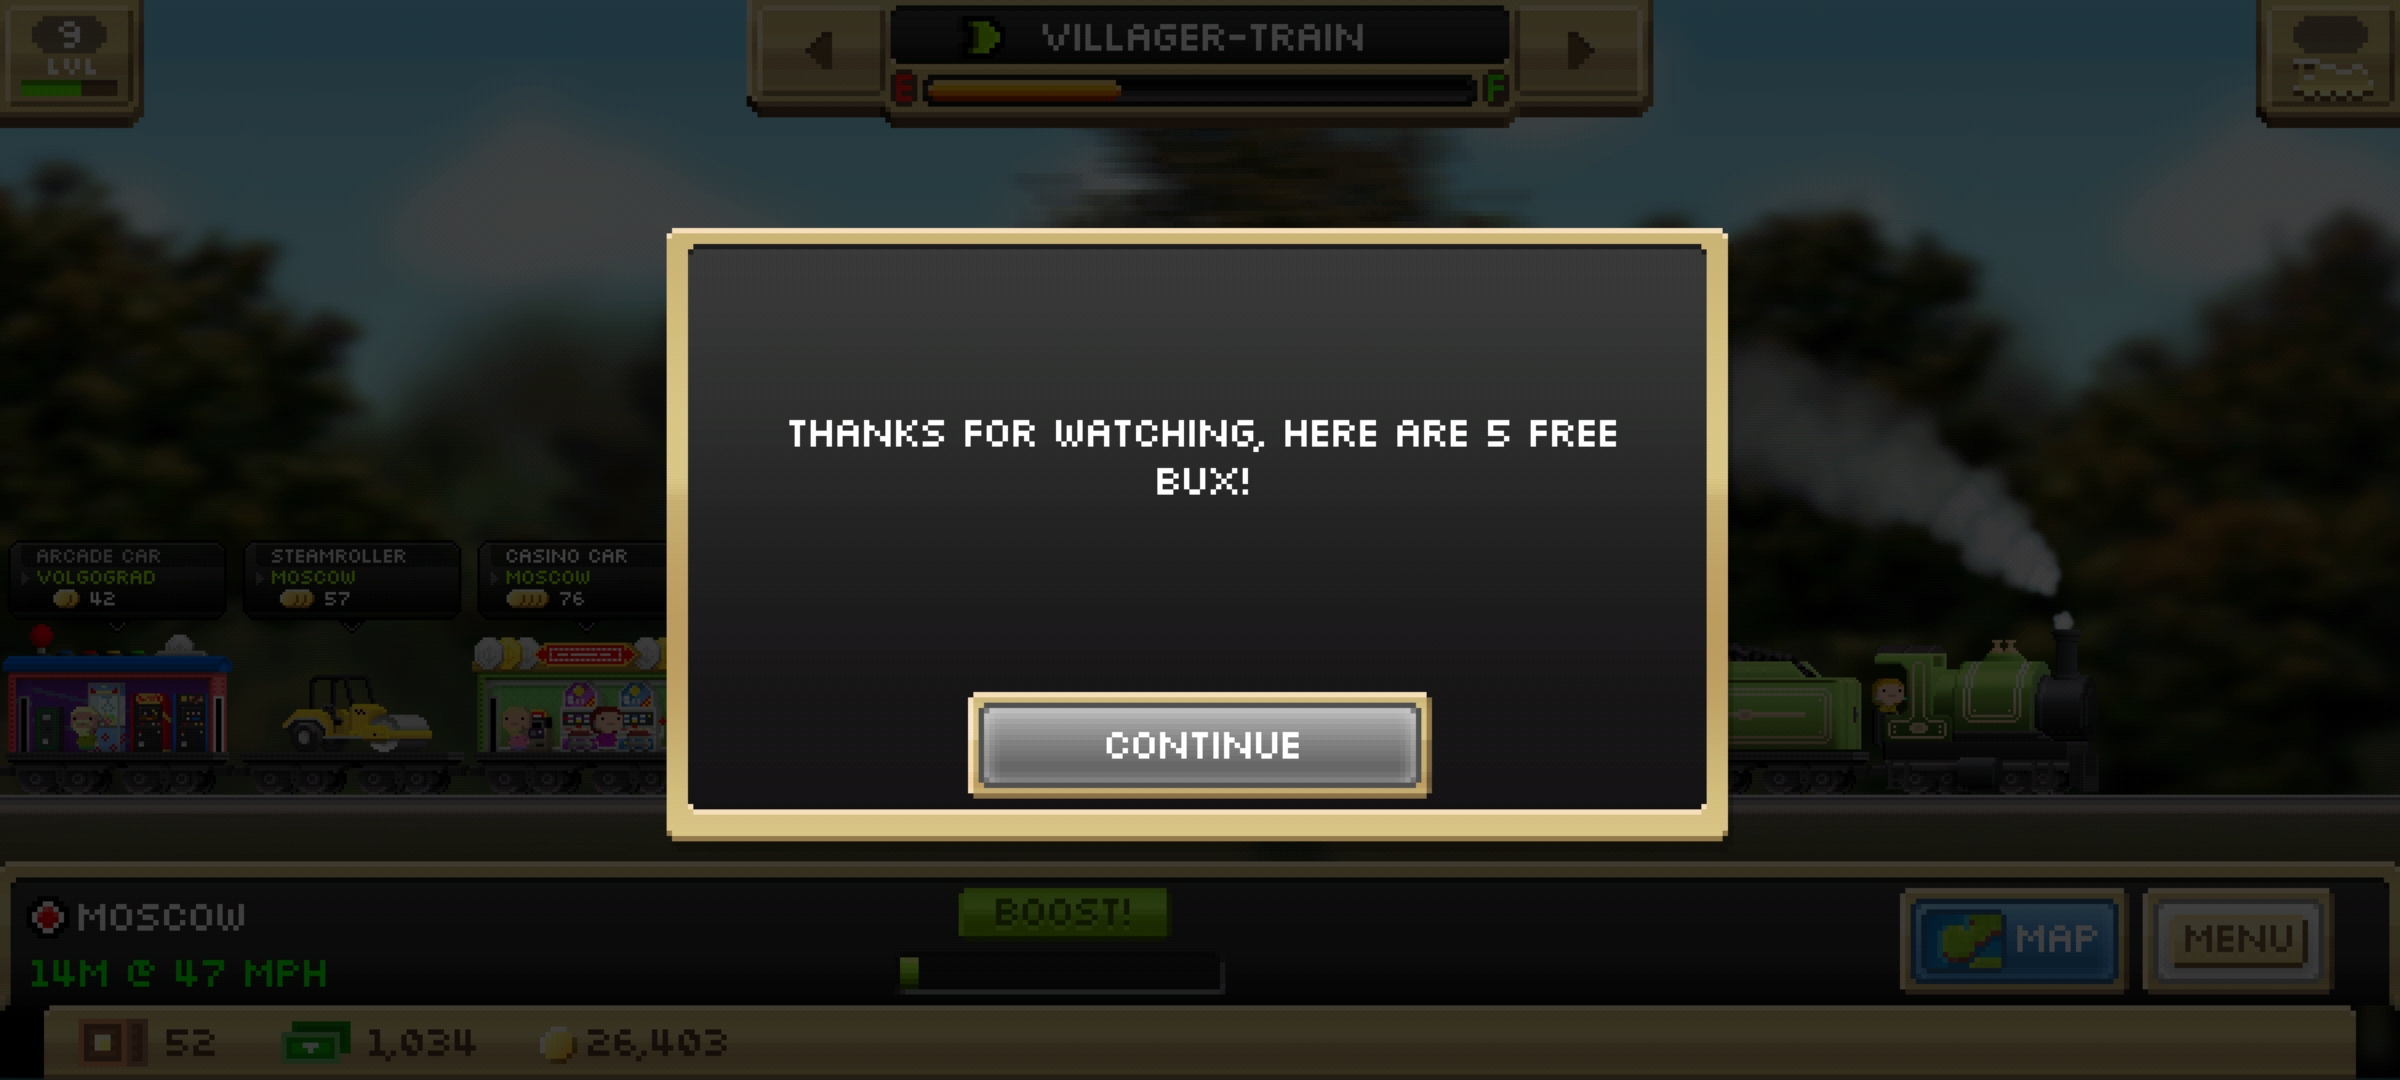 9
LVL
VILLAGER-TRAIN
E
F
THANKS FOR WATCHING, HERE ARE 5 FREE
BUX!
CONTINUE
ARCADE CAR
VOLGOGRAD
42
STEAMROLLER
MOSCOW
57
CASINO CAR
MOSCOW
76
MOSCOW
14M @ 47 MPH
BOOST!
MAP
MENU
52
1,034
26,403